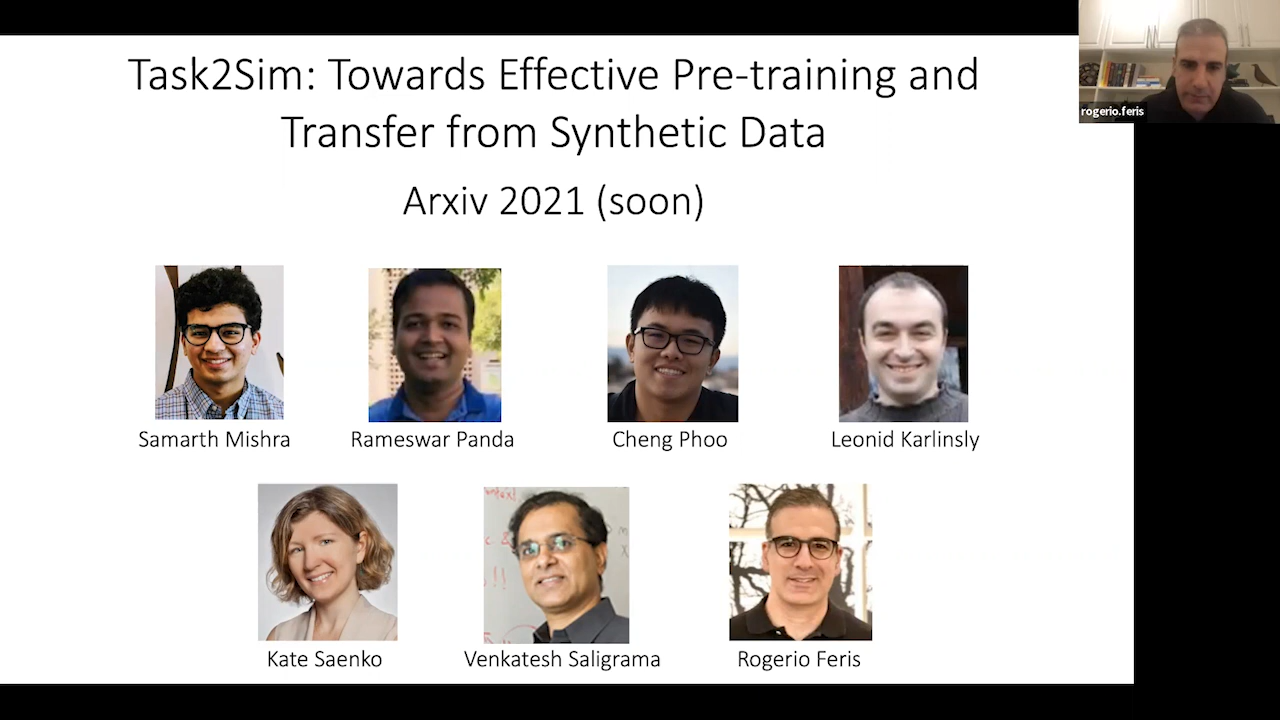 Task2Sim: Towards Effective Pre-training and
Transfer from Synthetic Data
Arxiv 2021 (soon)
rogerio.feris
Samarth Mishra
Rameswar Panda
Cheng Phoo
Leonid Karlinsly
Kate Saenko
Venkatesh Saligrama
Rogerio Feris